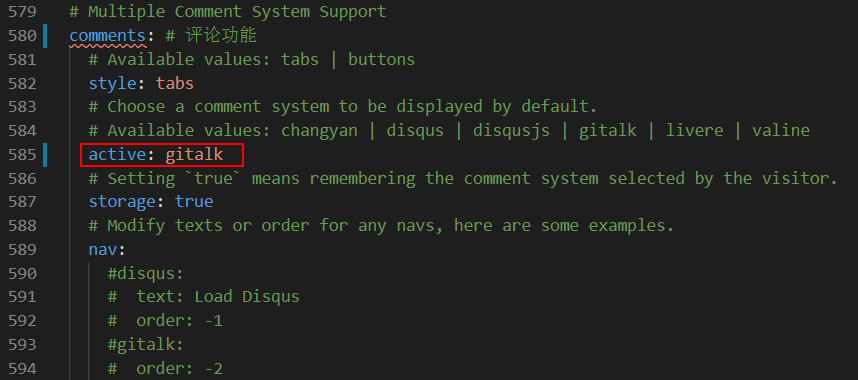 579 # Multiple Comment System Support
580 comments: # 评论功能
581 # Available values: tabs | buttons
582 style: tabs
583 # Choose a comment system to be displayed by default.
584 # Available values: changyan | disqus | disqusjs | gitalk | livere | valine
585 active: gitalk
586 # Setting `true` means remembering the comment system selected by the visitor.
587 storage: true
588 # Modify texts or order for any navs, here are some examples.
589 nav:
590 #disqus:
591 #  text: Load Disqus
592 #  order: -1
593 #gitalk:
594 #  order: -2